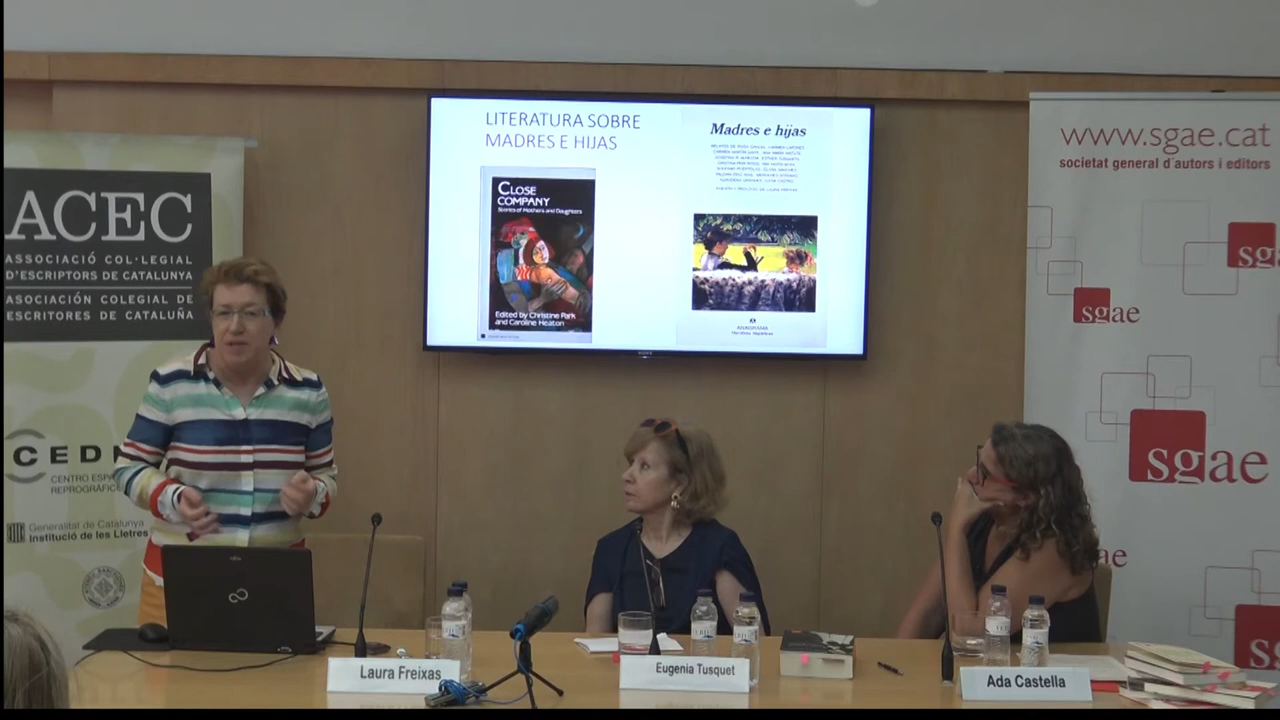 ACEC
ASSOCIACIÓ COL·LEGIAL
D'ESCRIPTORS DE CATALUNYA
ASOCIACIÓN COLEGIAL DE
ESCRITORES DE CATALUÑA
CENTRO
REPROGRÁFIC
Generalitat de Catalunya
Institució de les Lletres
LITERATURA SOBRE
MADRES E HIJAS
CLOSE
COMPANY
Stories of Mothers and Daughters
Edited by Christine Park
and Caroline Heaton
Madres e hijas
ANAGRAMA
SONY
www.sgae.cat
societat general editors
sgae
sgae
sgae
sgae
Laura Freixas
Eugenia Tusquet
Ada Castella